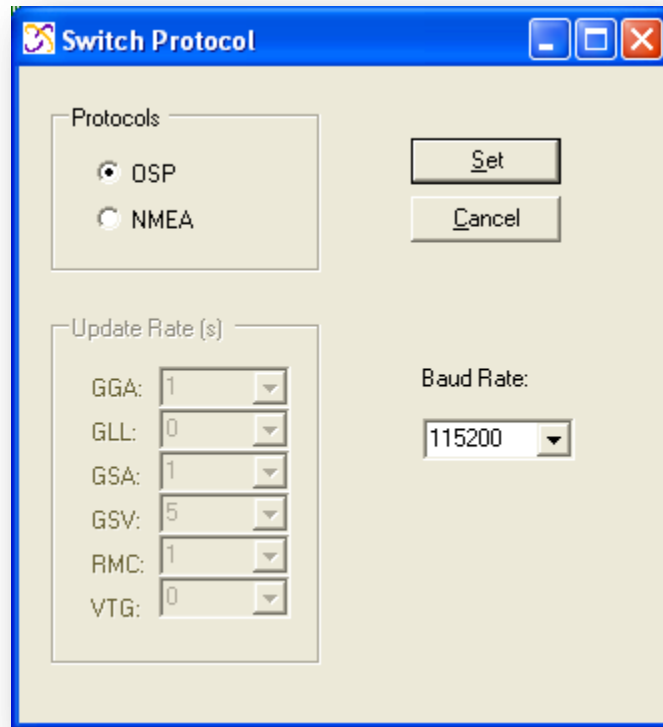 Switch Protocol
Protocols
OSP
NMEA
Set
Cancel
Update Rate (s)
GGA: 1
GLL: 0
GSA: 1
GSV: 5
RMC: 1
VTG: 0
Baud Rate:
115200